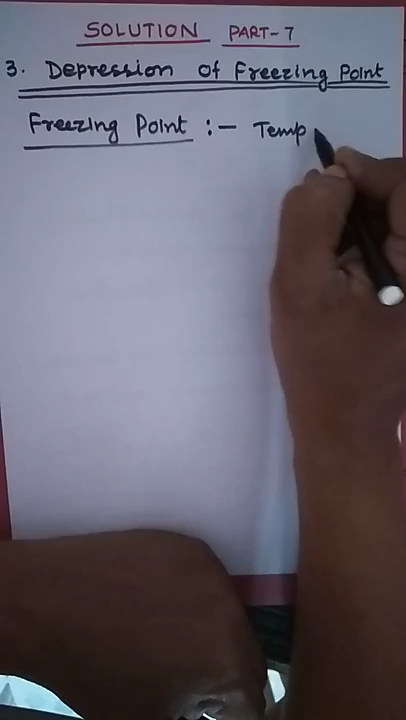 SOLUTION PART-7
3. Depression of Freezing Point
Freezing Point :- Temp